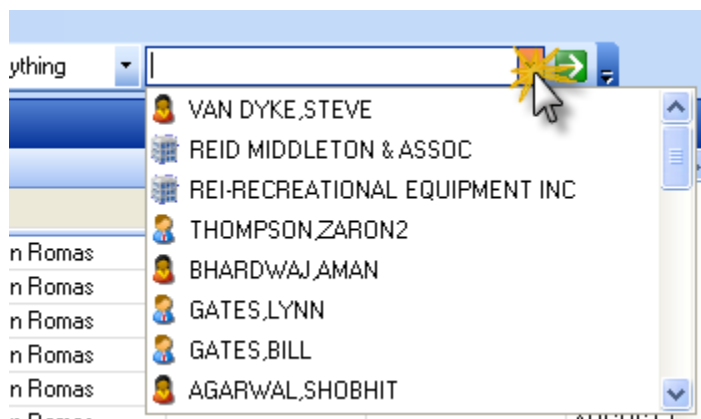 ything
VAN DYKE,STEVE
REID MIDDLETON & ASSOC
REI-RECREATIONAL EQUIPMENT INC
THOMPSON,ZARON2
n Romas
BHARDWAJ,AMAN
n Romas
GATES,LYNN
n Romas
GATES,BILL
n Romas
AGARWAL,SHOBHIT
n Romas